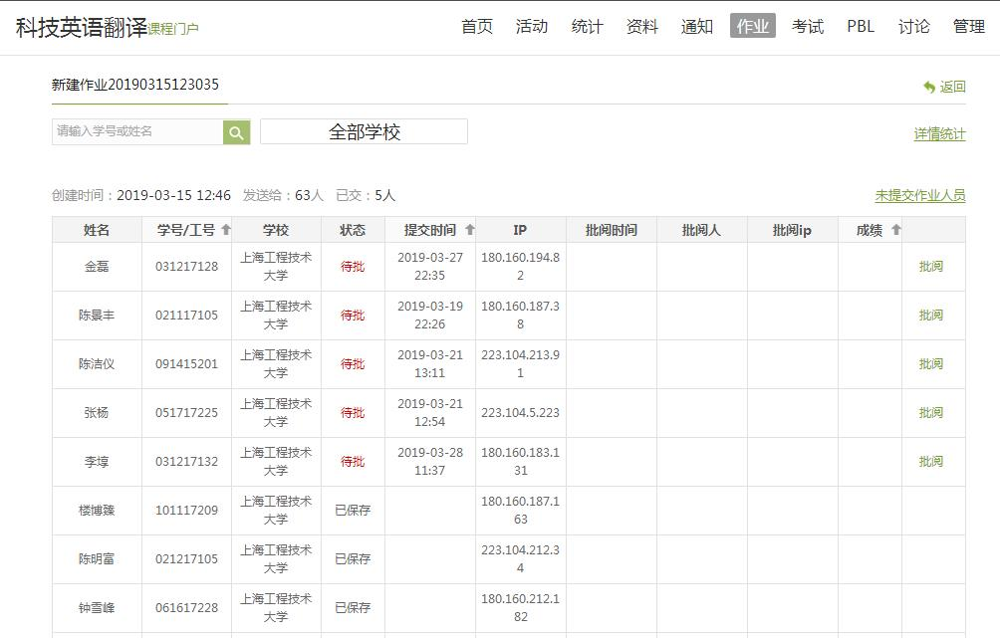 科技英语翻译课程门户 首页 活动 统计 资料 通知 作业 考试 PBL 讨论 管理
新建作业20190315123035 返回
请输入学号或姓名 全部学校 详情统计
创建时间：2019-03-15 12:46 发送给：63人 已交：5人 未提交作业人员
姓名 学号/工号 学校 状态 提交时间 IP 批阅时间 批阅人 批阅ip 成绩
金磊 031217128 上海工程技术 待批 2019-03-27 180.160.194.8 批阅
大学 22:35 2
陈景丰 021117105 上海工程技术 待批 2019-03-19 180.160.187.3 批阅
大学 22:26 8
陈洁仪 091415201 上海工程技术 待批 2019-03-21 223.104.213.9 批阅
大学 13:11 1
张杨 051717225 上海工程技术 待批 2019-03-21 223.104.5.223 批阅
大学 12:54
李埻 031217132 上海工程技术 待批 2019-03-28 180.160.183.1 批阅
大学 11:37 31
楼博臻 101117209 上海工程技术 已保存 180.160.187.1
大学 63
陈明富 021217105 上海工程技术 已保存 223.104.212.3
大学 4
钟雪峰 061617228 上海工程技术 已保存 180.160.212.1
大学 82